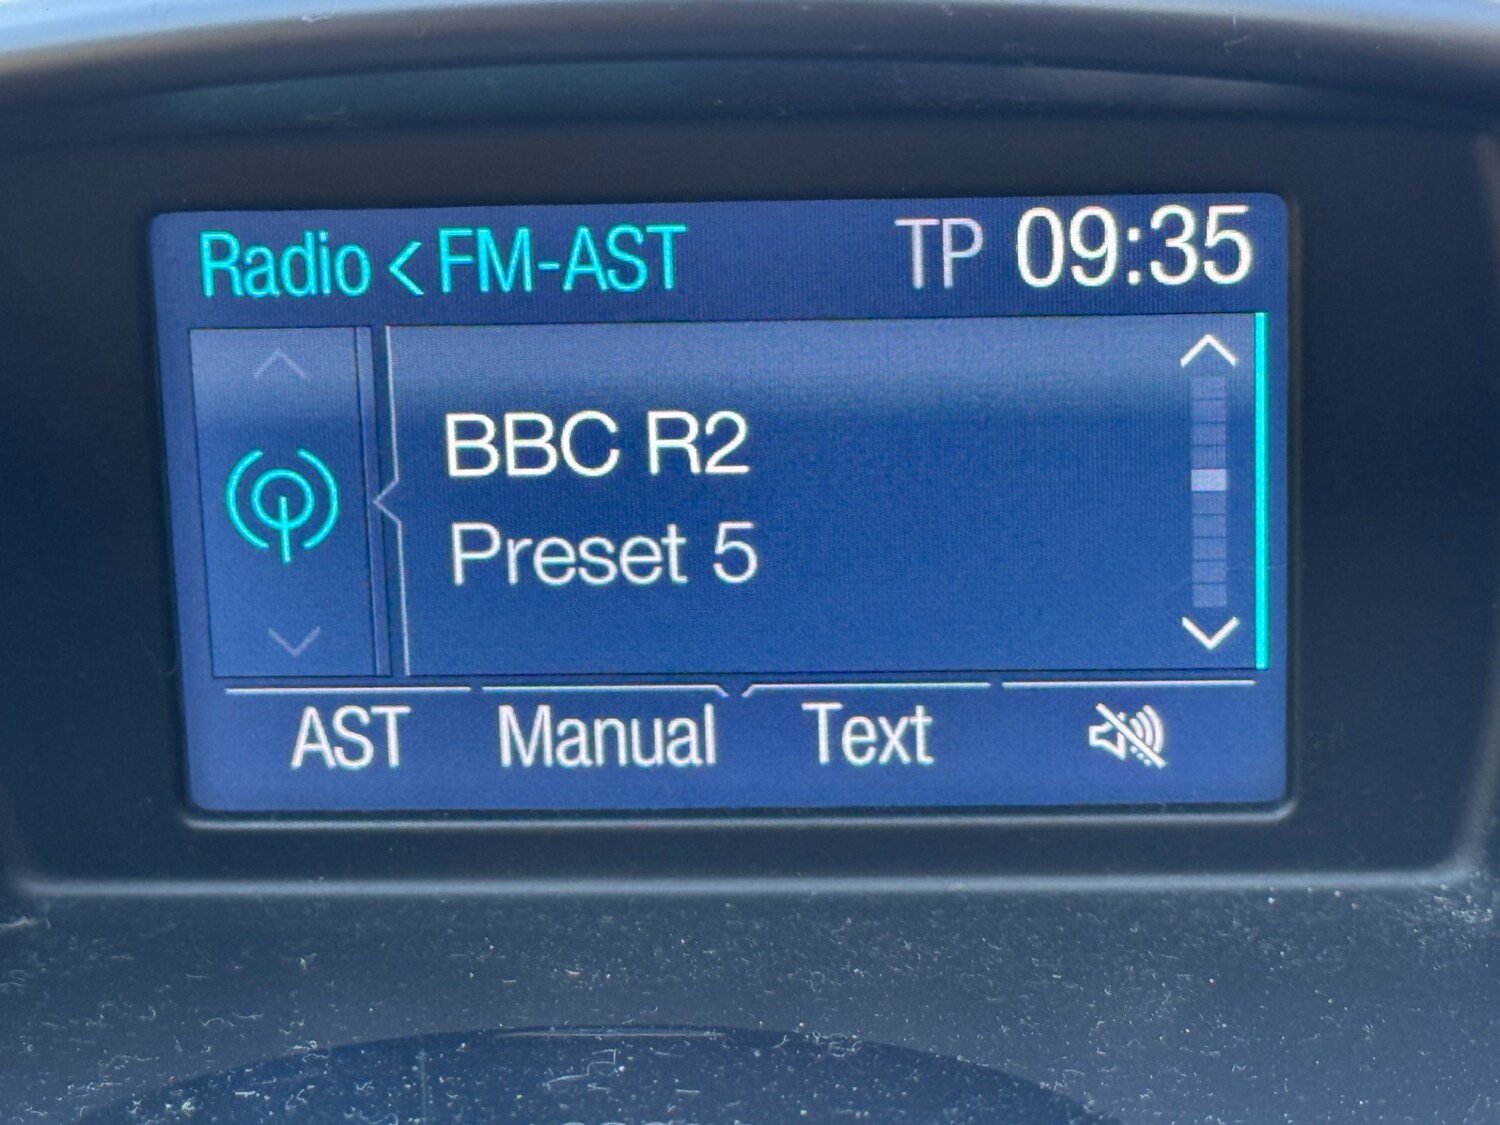 Radio < FM-AST TP 09:35
BBC R2
Preset 5
AST Manual Text